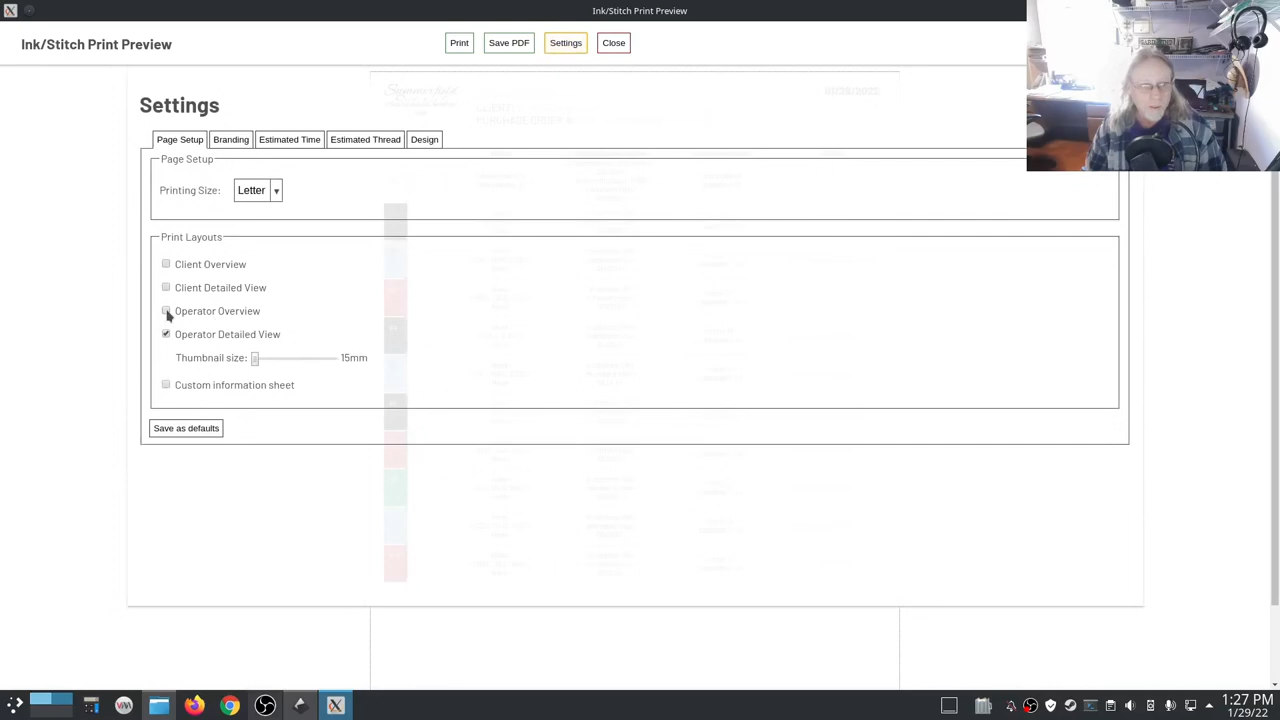 Ink/Stitch Print Preview
Ink/Stitch Print Preview
Print Save PDF Settings Close
Settings
Page Setup Branding Estimated Time Estimated Thread Design
Page Setup
Printing Size: Letter
Print Layouts
Client Overview
Client Detailed View
Operator Overview
Operator Detailed View
Thumbnail size: 15mm
Custom information sheet
Save as defaults
1:27 PM
1/29/22